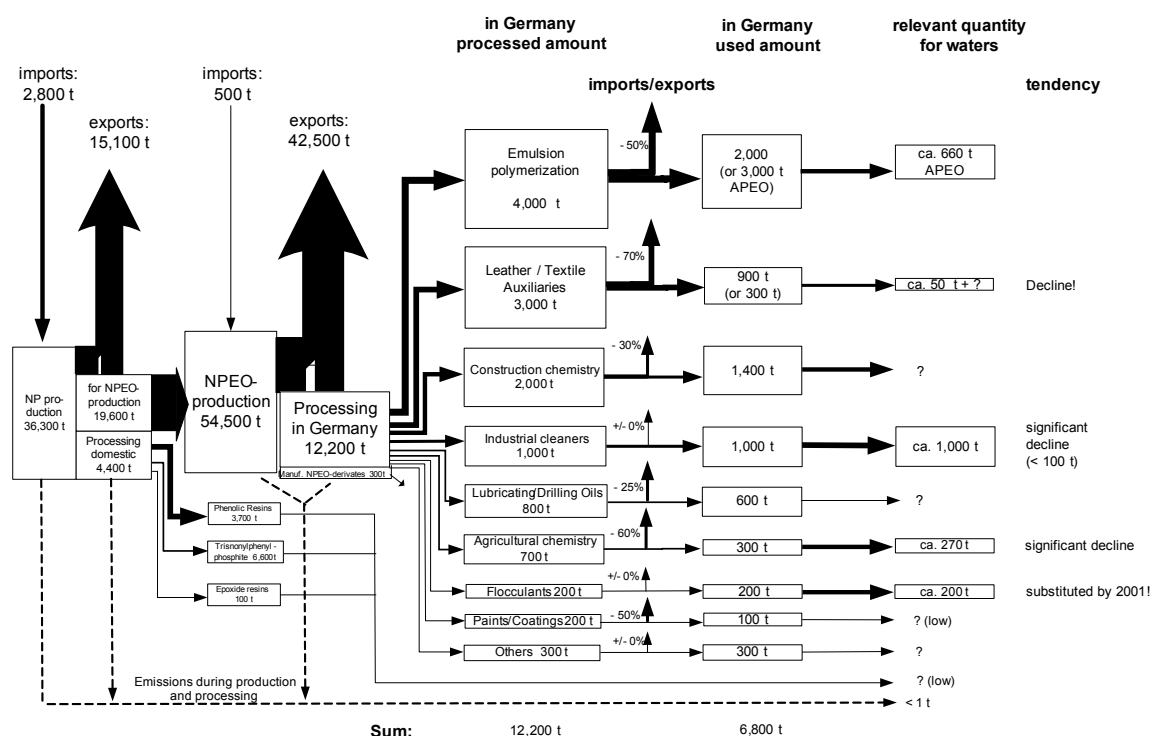 in Germany
processed amount
in Germany
used amount
relevant quantity
for waters
imports/exports
tendency
imports:
2,800 t
exports:
15,100 t
imports:
500 t
exports:
42,500 t
NP pro-
duction
36,300 t
for NPEO-
production
19,600 t
Processing
domestic
4,400 t
NPEO-
production
54,500 t
Processing
in Germany
12,200 t
Manuf. NPEO-derivates 300t
Phenolic Resins
3,700 t
Trisnonylphenyl -
phosphite 6,600 t
Epoxide resins
100 t
Emulsion
polymerization
4,000 t
- 50%
2,000
(or 3,000 t
APEO)
ca. 660 t
APEO
Leather / Textile
Auxiliaries
3,000 t
- 70%
900 t
(or 300 t)
ca. 50 t + ?
Decline!
Construction chemistry
2,000 t
- 30%
1,400 t
?
Industrial cleaners
1,000 t
+/- 0%
1,000 t
ca. 1,000 t
significant
decline
(< 100 t)
Lubricating/Drilling Oils
800 t
- 25%
600 t
?
Agricultural chemistry
700 t
- 60%
300 t
ca. 270 t
significant decline
Flocculants 200 t
+/- 0%
200 t
ca. 200 t
substituted by 2001!
Paints/Coatings 200 t
- 50%
100 t
? (low)
Others 300 t
+/- 0%
300 t
?
? (low)
Emissions during production
and processing
< 1 t
Sum:
12,200 t
6,800 t